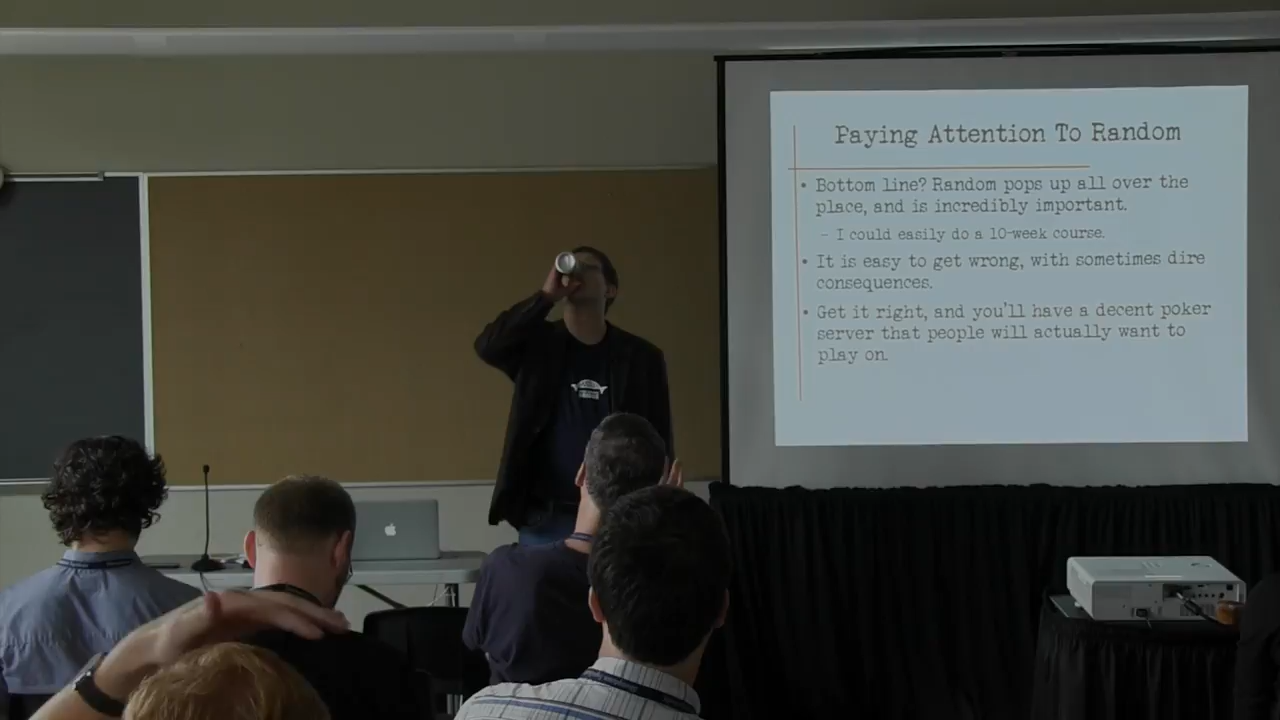 Paying Attention To Random
• Bottom line? Random pops up all over the
place, and is incredibly important.
– I could easily do a 10-week course.
• It is easy to get wrong, with sometimes dire
consequences.
• Get it right, and you'll have a decent poker
server that people will actually want to
play on.